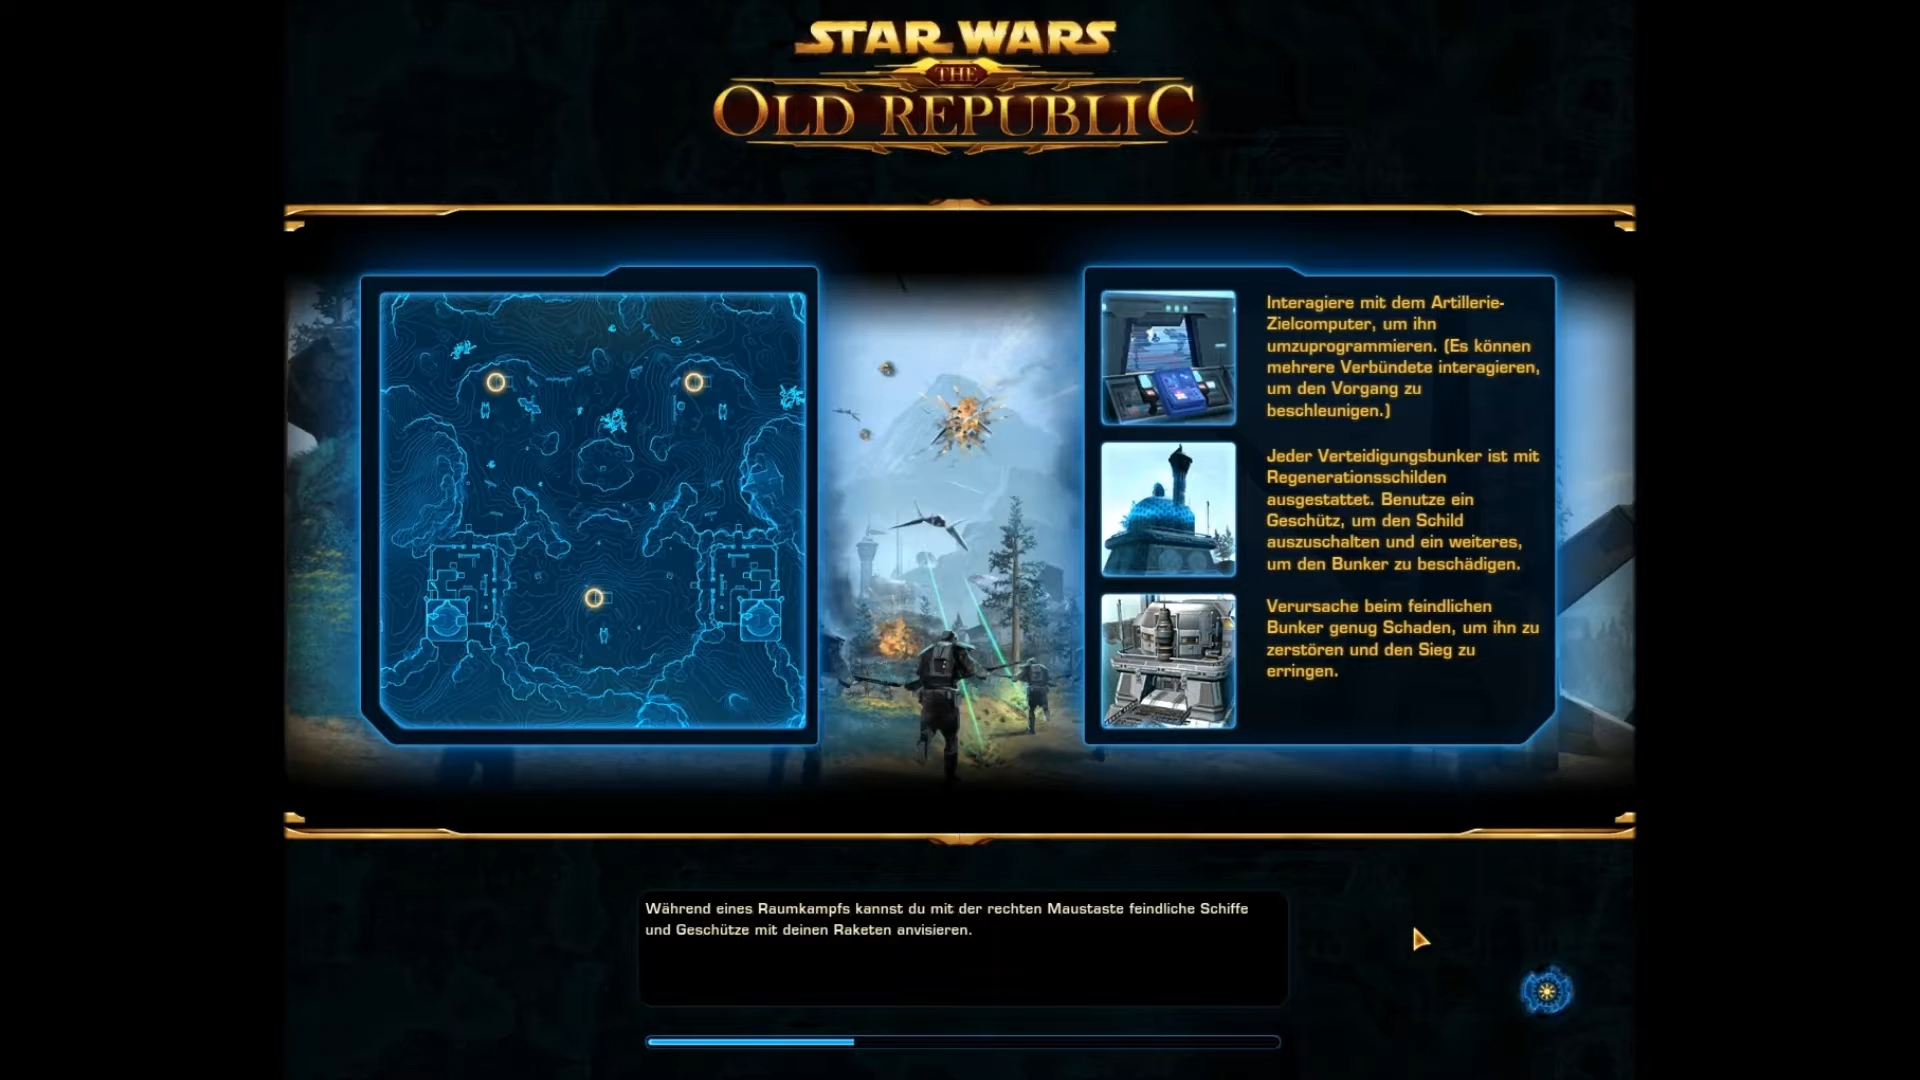 STAR WARS
THE
OLD REPUBLIC
Interagiere mit dem Artillerie-
Zielcomputer, um ihn
umzuprogrammieren. (Es können
mehrere Verbündete interagieren,
um den Vorgang zu
beschleunigen.)
Jeder Verteidigungsbunker ist mit
Regenerationsschilden
ausgestattet. Benutze ein
Geschütz, um den Schild
auszuschalten und ein weiteres,
um den Bunker zu beschädigen.
Verursache beim feindlichen
Bunker genug Schaden, um ihn zu
zerstören und den Sieg zu
erringen.
Während eines Raumkampfs kannst du mit der rechten Maustaste feindliche Schiffe
und Geschütze mit deinen Raketen anvisieren.